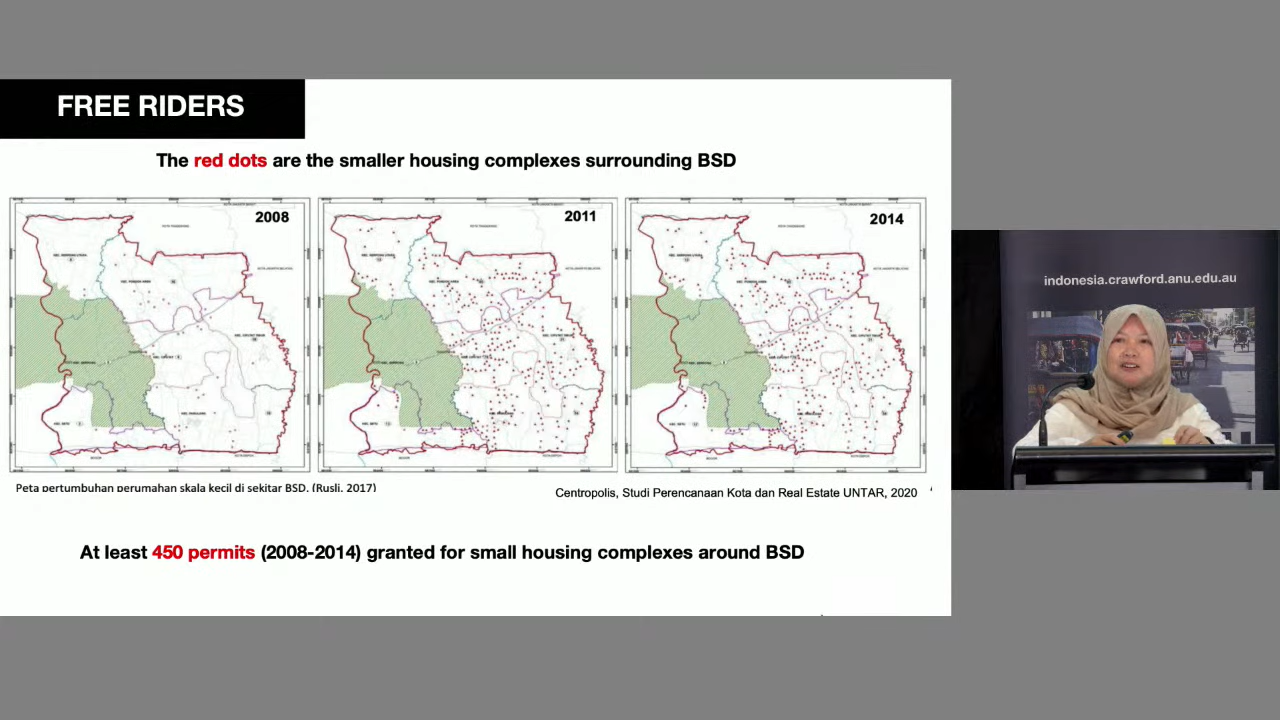 FREE RIDERS
The red dots are the smaller housing complexes surrounding BSD
2008
2011
2014
Peta pertumbuhan perumahan skala kecil di sekitar BSD. (Rusli. 2017)
Centropolis, Studi Perencanaan Kota dan Real Estate UNTAR, 2020
At least 450 permits (2008-2014) granted for small housing complexes around BSD
indonesia.crawford.anu.edu.au